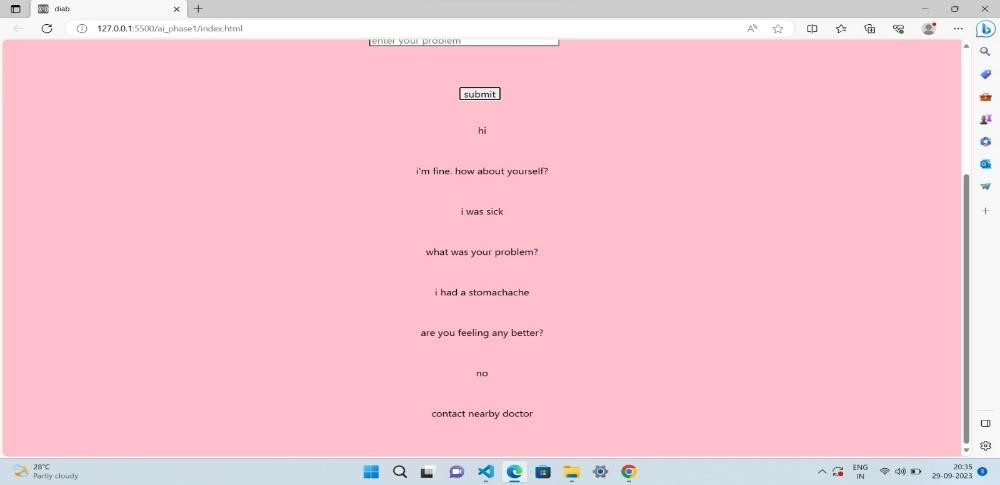 diab
127.0.0.1:5500/ai_phase1/index.html
enter your problem
submit
hi
i'm fine. how about yourself?
i was sick
what was your problem?
i had a stomachache
are you feeling any better?
no
contact nearby doctor
28°C
Partly cloudy
ENG
IN
20:35
29-09-2023